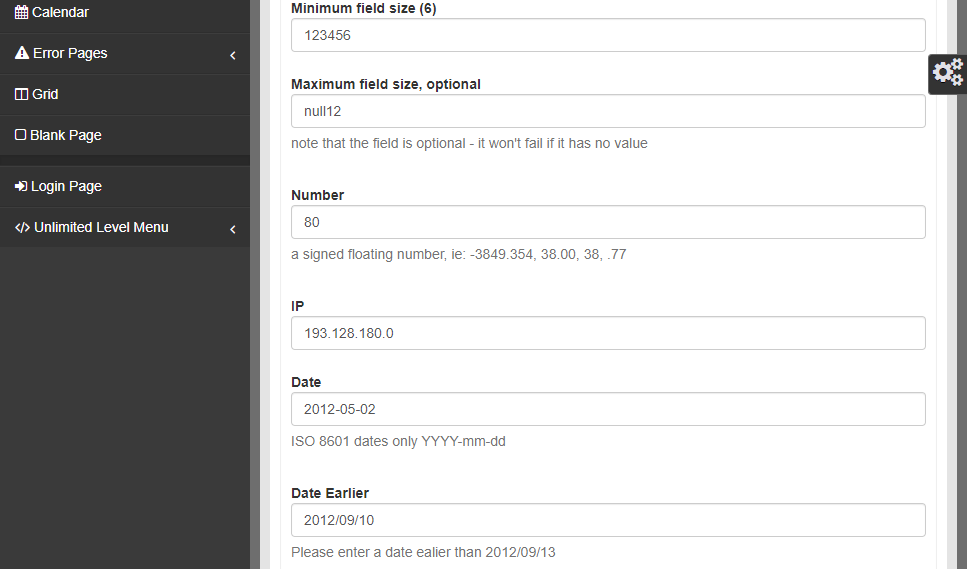 Calendar
Error Pages
Grid
Blank Page
Login Page
Unlimited Level Menu
Minimum field size (6)
123456
Maximum field size, optional
null12
note that the field is optional - it won't fail if it has no value
Number
80
a signed floating number, ie: -3849.354, 38.00, 38, .77
IP
193.128.180.0
Date
2012-05-02
ISO 8601 dates only YYYY-mm-dd
Date Earlier
2012/09/10
Please enter a date ealier than 2012/09/13